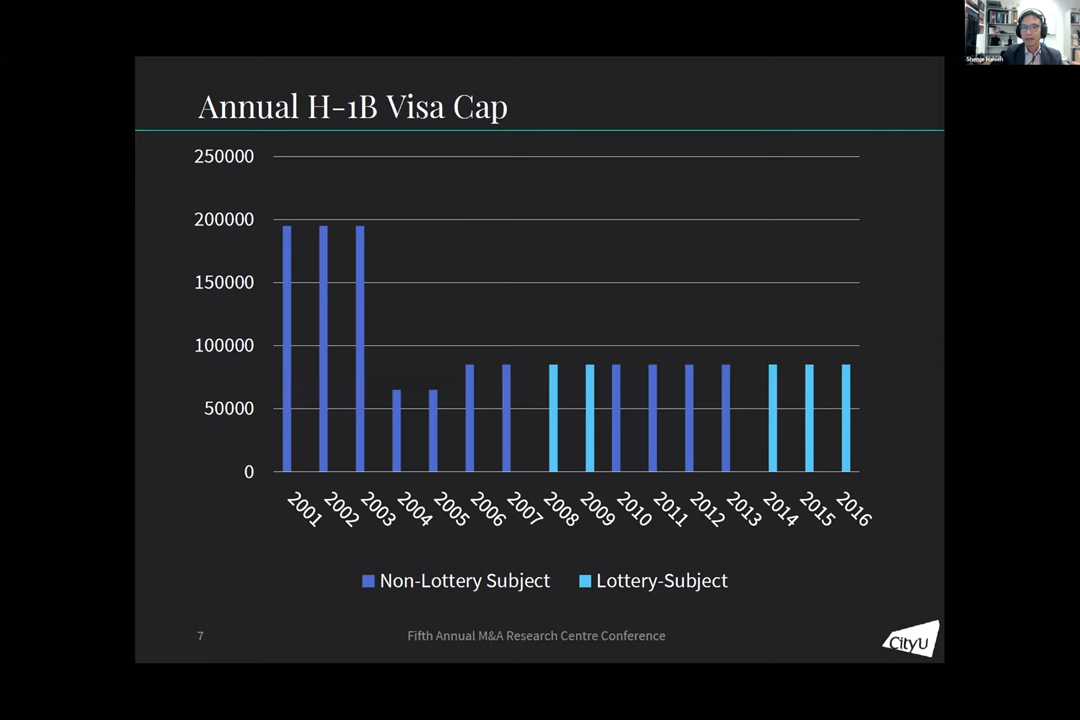 Annual H-1B Visa Cap
250000
200000
150000
100000
50000
0
2001 2002 2003 2004 2005 2006 2007 2008 2009 2010 2011 2012 2013 2014 2015 2016
Non-Lottery Subject Lottery-Subject
7 Fifth Annual M&A Research Centre Conference
CityU